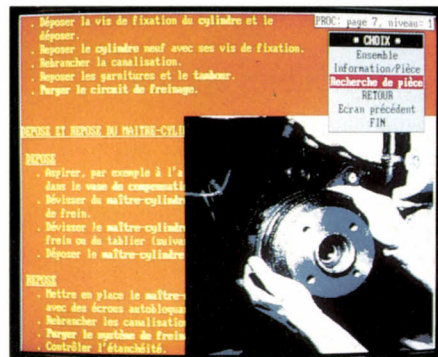 . Déposer la vis de fixation du cylindre et le
déposer.
. Reposer le cylindre neuf avec ses vis de fixation.
. Rebrancher la canalisation.
. Reposer les garnitures et le tambour.
. Purger le circuit de freinage.
PROC: page 7, niveau: 1
* CHOIX *
Ensemble
Information/Pièce
Recherche de pièce
RETOUR
Ecran précédent
FIN
DEPOSE ET REPOSE DU MAITRE-CYLI
DEPOSE
. Aspirer, par exemple à l'a
dans le vase de compensati
. Dévisser du maître-cylindre
de frein.
. Dévisser le maître-cylindre
frein ou du tablier (suivan
. Déposer le maître-cylindre
REPOSE
. Mettre en place le maître-
avec des écrous autobloquan
. Rebrancher les canalisation
. Purger le système de frein
. Contrôler l'étanchéité.